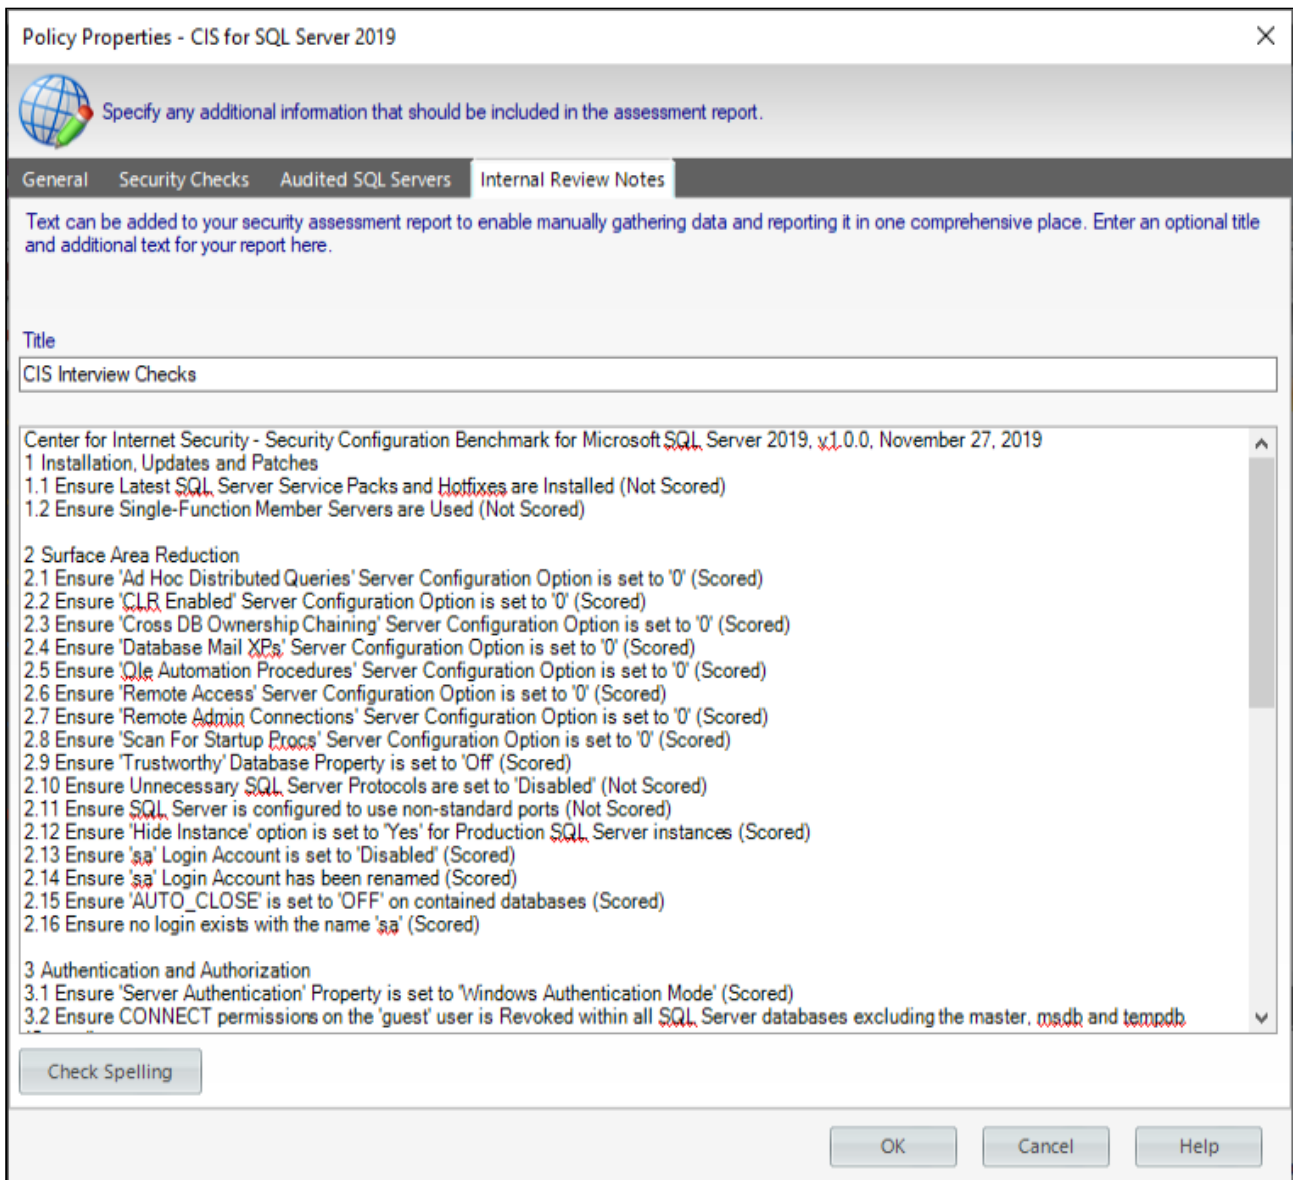 Policy Properties - CIS for SQL Server 2019
Specify any additional information that should be included in the assessment report.
General Security Checks Audited SQL Servers Internal Review Notes
Text can be added to your security assessment report to enable manually gathering data and reporting it in one comprehensive place. Enter an optional title
and additional text for your report here.
Title
CIS Interview Checks
Center for Internet Security - Security Configuration Benchmark for Microsoft SQL Server 2019, v1.0.0, November 27, 2019
1 Installation, Updates and Patches
1.1 Ensure Latest SQL Server Service Packs and Hotfixes are Installed (Not Scored)
1.2 Ensure Single-Function Member Servers are Used (Not Scored)
2 Surface Area Reduction
2.1 Ensure 'Ad Hoc Distributed Queries' Server Configuration Option is set to '0' (Scored)
2.2 Ensure 'CLR Enabled' Server Configuration Option is set to '0' (Scored)
2.3 Ensure 'Cross DB Ownership Chaining' Server Configuration Option is set to '0' (Scored)
2.4 Ensure 'Database Mail XPs' Server Configuration Option is set to '0' (Scored)
2.5 Ensure 'Ole Automation Procedures' Server Configuration Option is set to '0' (Scored)
2.6 Ensure 'Remote Access' Server Configuration Option is set to '0' (Scored)
2.7 Ensure 'Remote Admin Connections' Server Configuration Option is set to '0' (Scored)
2.8 Ensure 'Scan For Startup Procs' Server Configuration Option is set to '0' (Scored)
2.9 Ensure 'Trustworthy' Database Property is set to 'Off' (Scored)
2.10 Ensure Unnecessary SQL Server Protocols are set to 'Disabled' (Not Scored)
2.11 Ensure SQL Server is configured to use non-standard ports (Not Scored)
2.12 Ensure 'Hide Instance' option is set to 'Yes' for Production SQL Server instances (Scored)
2.13 Ensure 'sa' Login Account is set to 'Disabled' (Scored)
2.14 Ensure 'sa' Login Account has been renamed (Scored)
2.15 Ensure 'AUTO_CLOSE' is set to 'OFF' on contained databases (Scored)
2.16 Ensure no login exists with the name 'sa' (Scored)
3 Authentication and Authorization
3.1 Ensure 'Server Authentication' Property is set to 'Windows Authentication Mode' (Scored)
3.2 Ensure CONNECT permissions on the 'guest' user is Revoked within all SQL Server databases excluding the master, msdb and tempdb
Check Spelling
OK Cancel Help